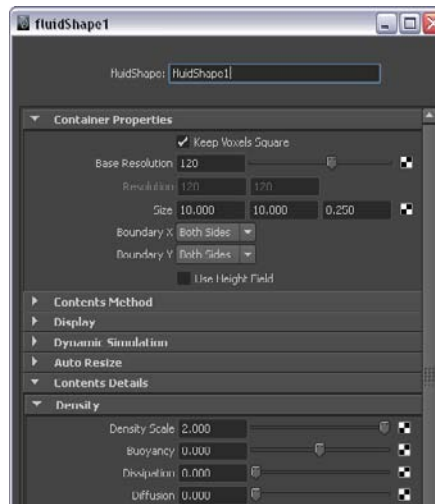 fluidShape1
fluidShape: fluidShape1
Container Properties
Keep Voxels Square
Base Resolution 120
Resolution 120 120
Size 10.000 10.000 0.250
Boundary X Both Sides
Boundary Y Both Sides
Use Height Field
Contents Method
Display
Dynamic Simulation
Auto Resize
Contents Details
Density
Density Scale 2.000
Buoyancy 0.000
Dissipation 0.000
Diffusion 0.000